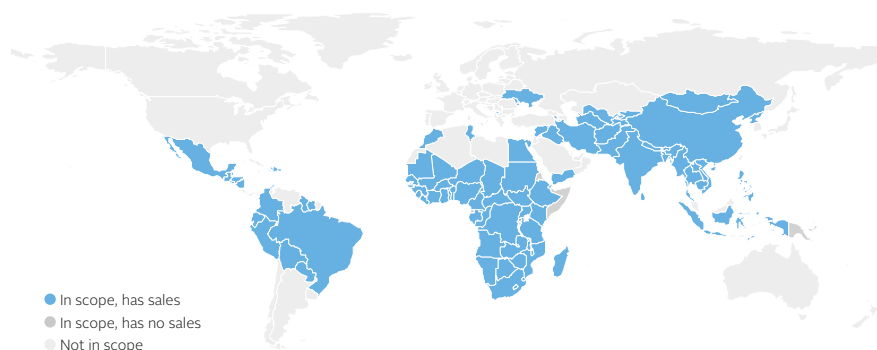 In scope, has sales
In scope, has no sales
Not in scope